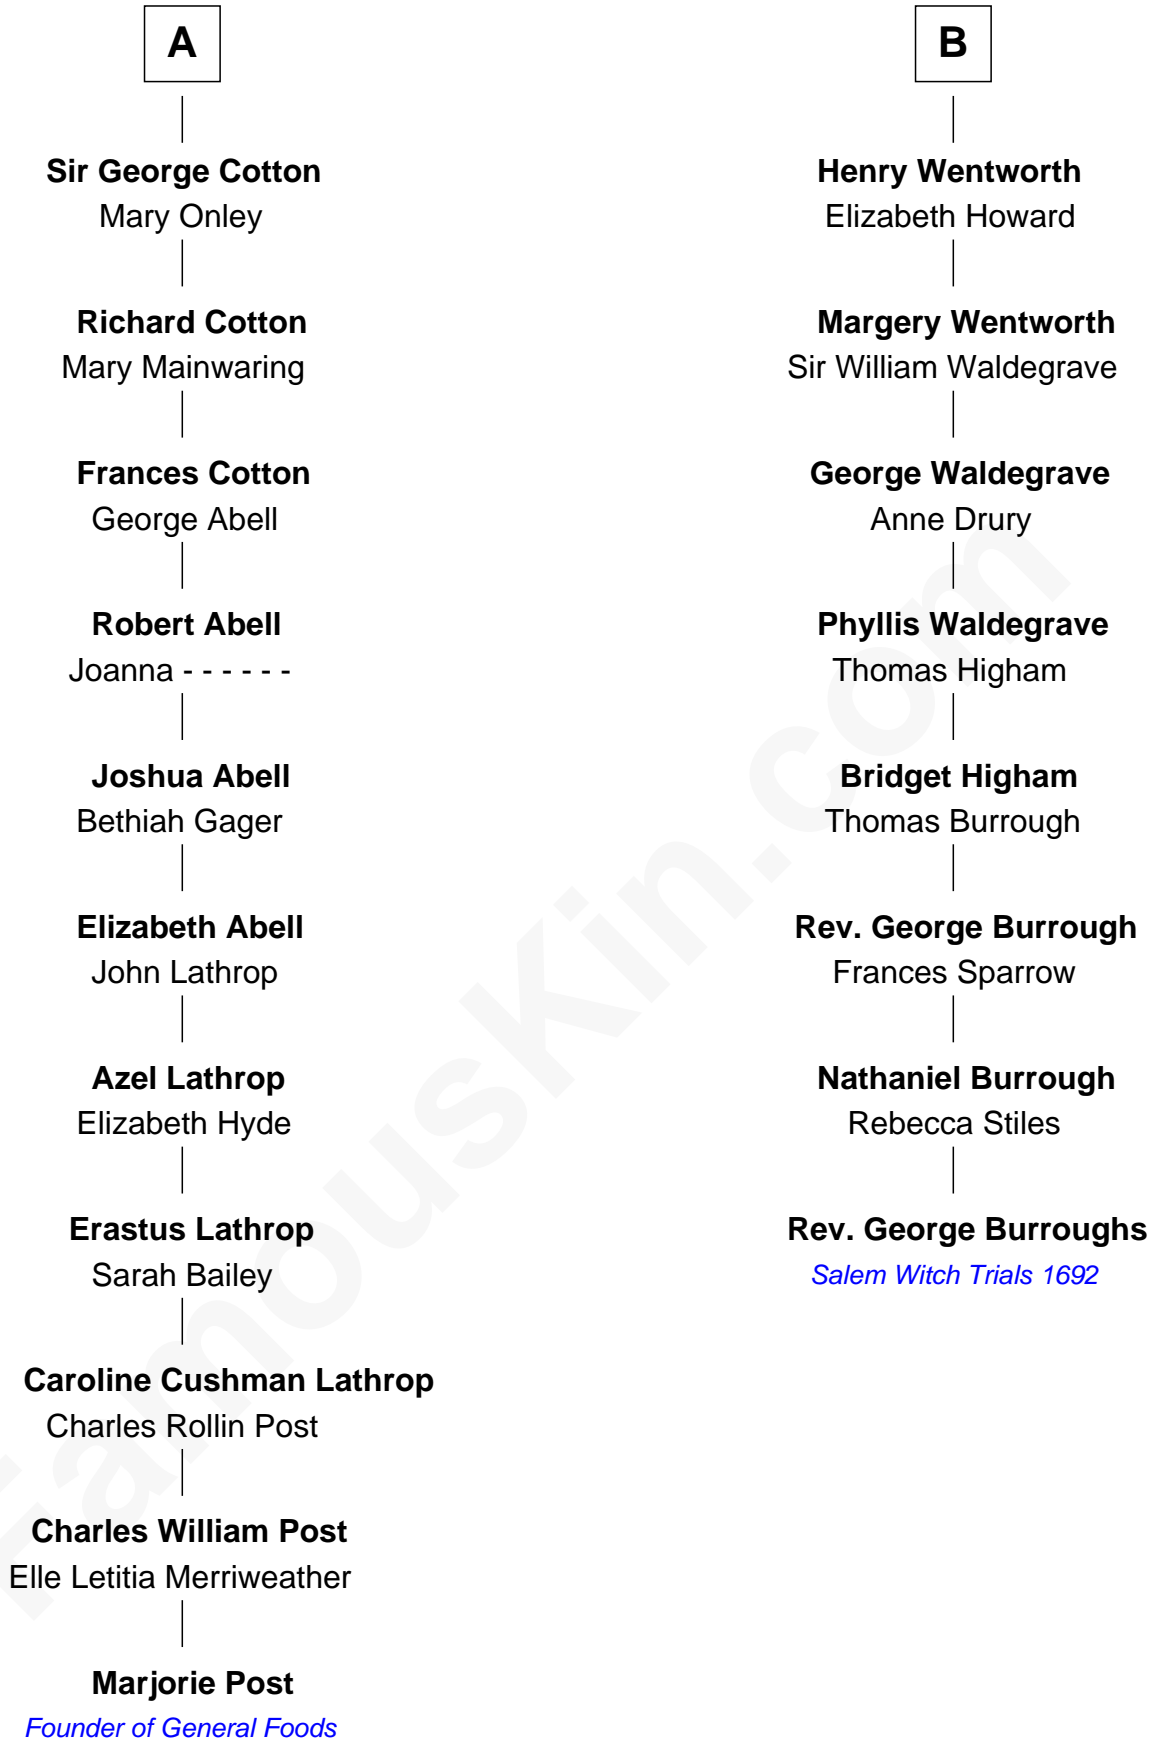 A
Sir George Cotton
Mary Onley
Richard Cotton
Mary Mainwaring
Frances Cotton
George Abell
Robert Abell
Joanna - - - - - -
Joshua Abell
Bethiah Gager
Elizabeth Abell
John Lathrop
Azel Lathrop
Elizabeth Hyde
Erastus Lathrop
Sarah Bailey
Caroline Cushman Lathrop
Charles Rollin Post
Charles William Post
Elle Letitia Merriweather
Marjorie Post
Founder of General Foods
B
Henry Wentworth
Elizabeth Howard
Margery Wentworth
Sir William Waldegrave
George Waldegrave
Anne Drury
Phyllis Waldegrave
Thomas Higham
Bridget Higham
Thomas Burrough
Rev. George Burrough
Frances Sparrow
Nathaniel Burrough
Rebecca Stiles
Rev. George Burroughs
Salem Witch Trials 1692
FamousKin.com